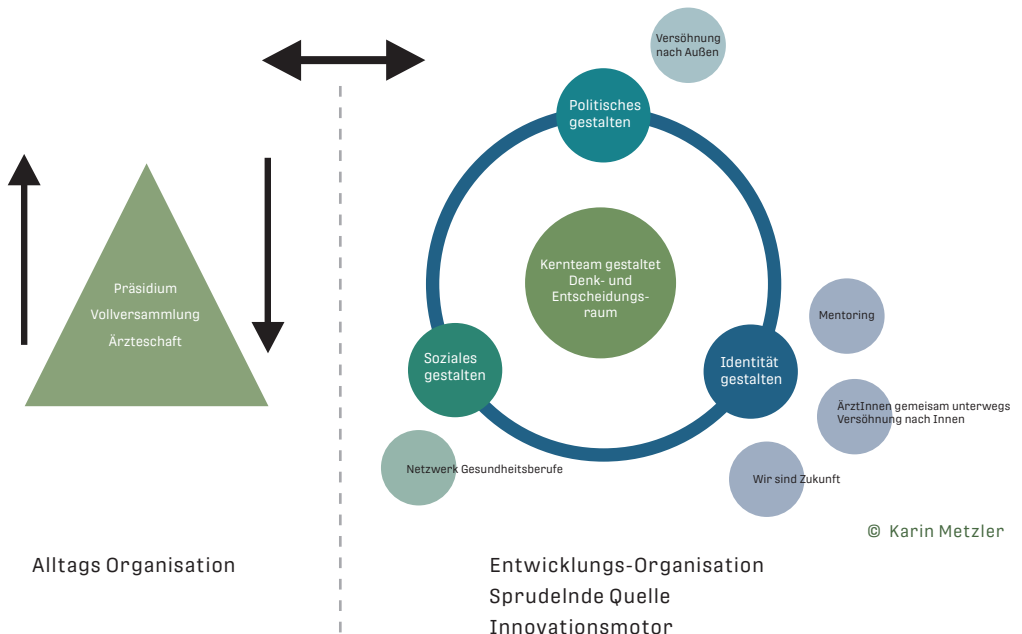 Versöhnung
nach Außen
Politisches
gestalten
Präsidium
Vollversammlung
Ärzteschaft
Kernteam gestaltet
Denk- und
Entscheidungs-
raum
Mentoring
Soziales
gestalten
Identität
gestalten
ÄrztInnen gemeinsam unterwegs
Versöhnung nach Innen
Netzwerk Gesundheitsberufe
Wir sind Zukunft
© Karin Metzler
Alltags Organisation
Entwicklungs-Organisation
Sprudelnde Quelle
Innovationsmotor